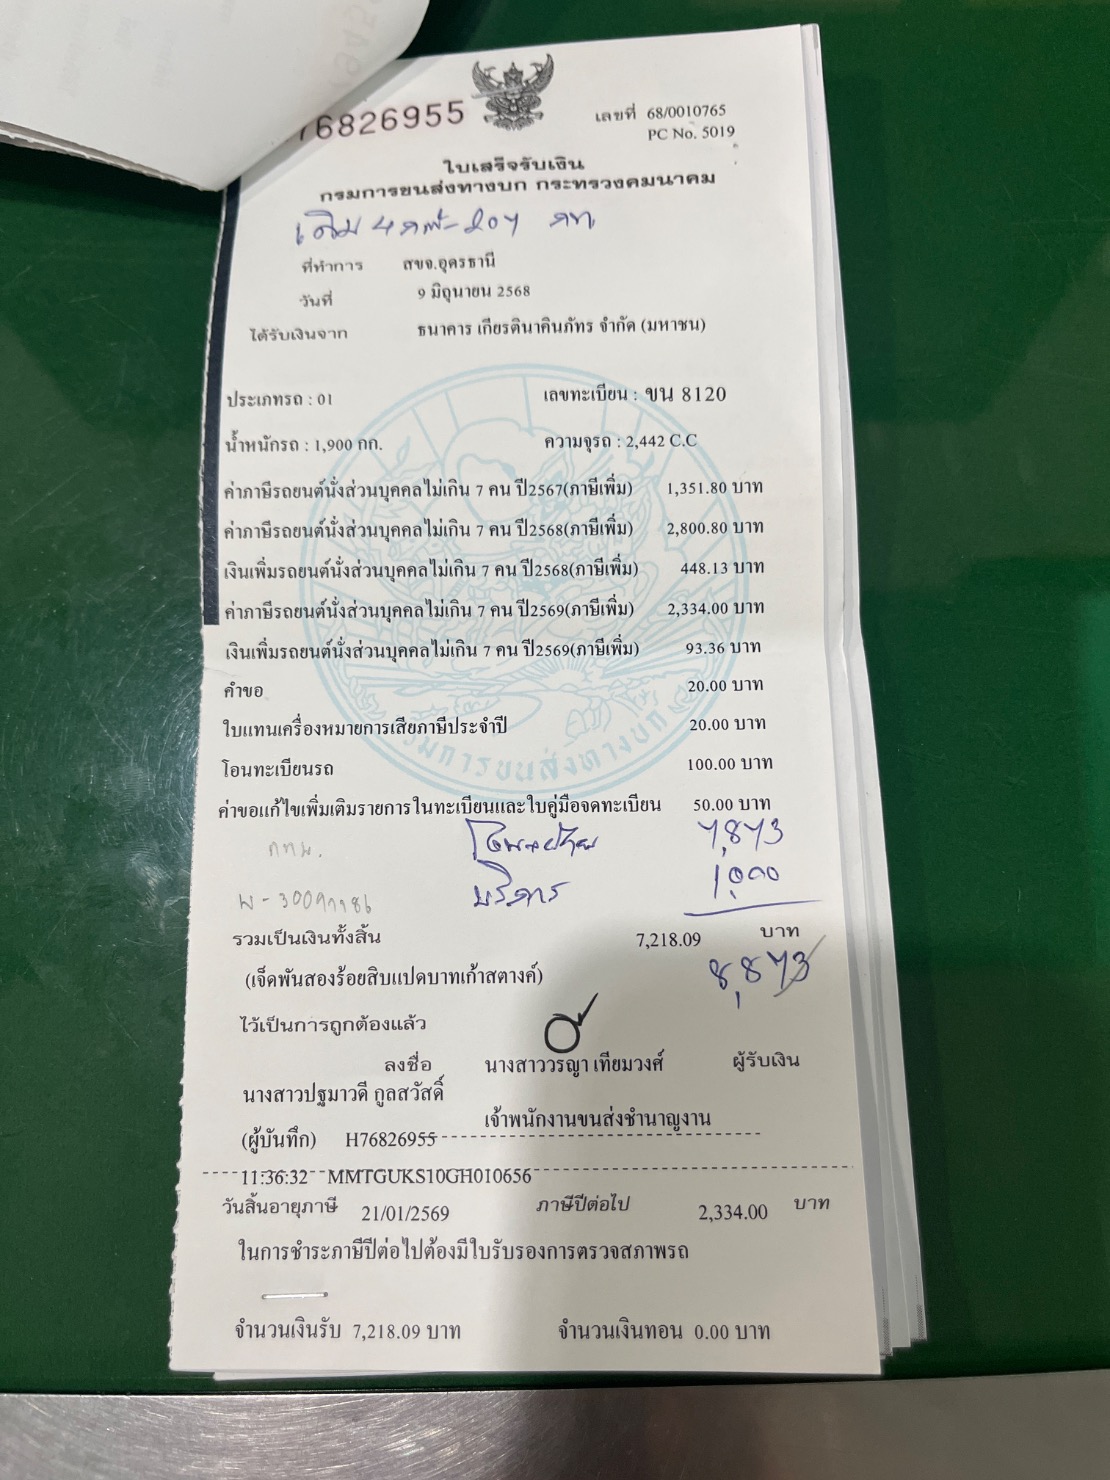 76826955
เลขที่ 68/0010765
PC No. 5019
ใบเสร็จรับเงิน
กรมการขนส่งทางบก กระทรวงคมนาคม
เดิม
ที่ทำการ สขจ.อุดรธานี
วันที่ 9 มิถุนายน 2568
ได้รับเงินจาก ธนาคาร เกียรตินาคินภัทร จำกัด (มหาชน)
ประเภทรถ : 01 เลขทะเบียน : ขน 8120
น้ำหนักรถ : 1,900 กก. ความจุรถ : 2,442 C.C
ค่าภาษีรถยนต์นั่งส่วนบุคคลไม่เกิน 7 คน ปี2567(ภาษีเพิ่ม) 1,351.80 บาท
ค่าภาษีรถยนต์นั่งส่วนบุคคลไม่เกิน 7 คน ปี2568(ภาษีเพิ่ม) 2,800.80 บาท
เงินเพิ่มรถยนต์นั่งส่วนบุคคลไม่เกิน 7 คน ปี2568(ภาษีเพิ่ม) 448.13 บาท
ค่าภาษีรถยนต์นั่งส่วนบุคคลไม่เกิน 7 คน ปี2569(ภาษีเพิ่ม) 2,334.00 บาท
เงินเพิ่มรถยนต์นั่งส่วนบุคคลไม่เกิน 7 คน ปี2569(ภาษีเพิ่ม) 93.36 บาท
คำขอ 20.00 บาท
ใบแทนเครื่องหมายการเสียภาษีประจำปี 20.00 บาท
กรมการขนส่งทางบก
โอนทะเบียนรถ 100.00 บาท
ค่าขอแก้ไขเพิ่มเติมรายการในทะเบียนและใบคู่มือจดทะเบียน 50.00 บาท
กทม. 7,873
บริการ 1,000
รวมเป็นเงินทั้งสิ้น 7,218.09 บาท
8,873
(เจ็ดพันสองร้อยสิบแปดบาทเก้าสตางค์)
ไว้เป็นการถูกต้องแล้ว
ลงชื่อ นางสาววรญา เทียมวงศ์ ผู้รับเงิน
นางสาวปฐมาวดี กูลสวัสดิ์
เจ้าพนักงานขนส่งชำนาญงาน
(ผู้บันทึก) H76826955
11:36:32 MMTGUKS10GH010656
วันสิ้นอายุภาษี 21/01/2569 ภาษีปีต่อไป 2,334.00 บาท
ในการชำระภาษีปีต่อไปต้องมีใบรับรองการตรวจสภาพรถ
จำนวนเงินรับ 7,218.09 บาท จำนวนเงินทอน 0.00 บาท